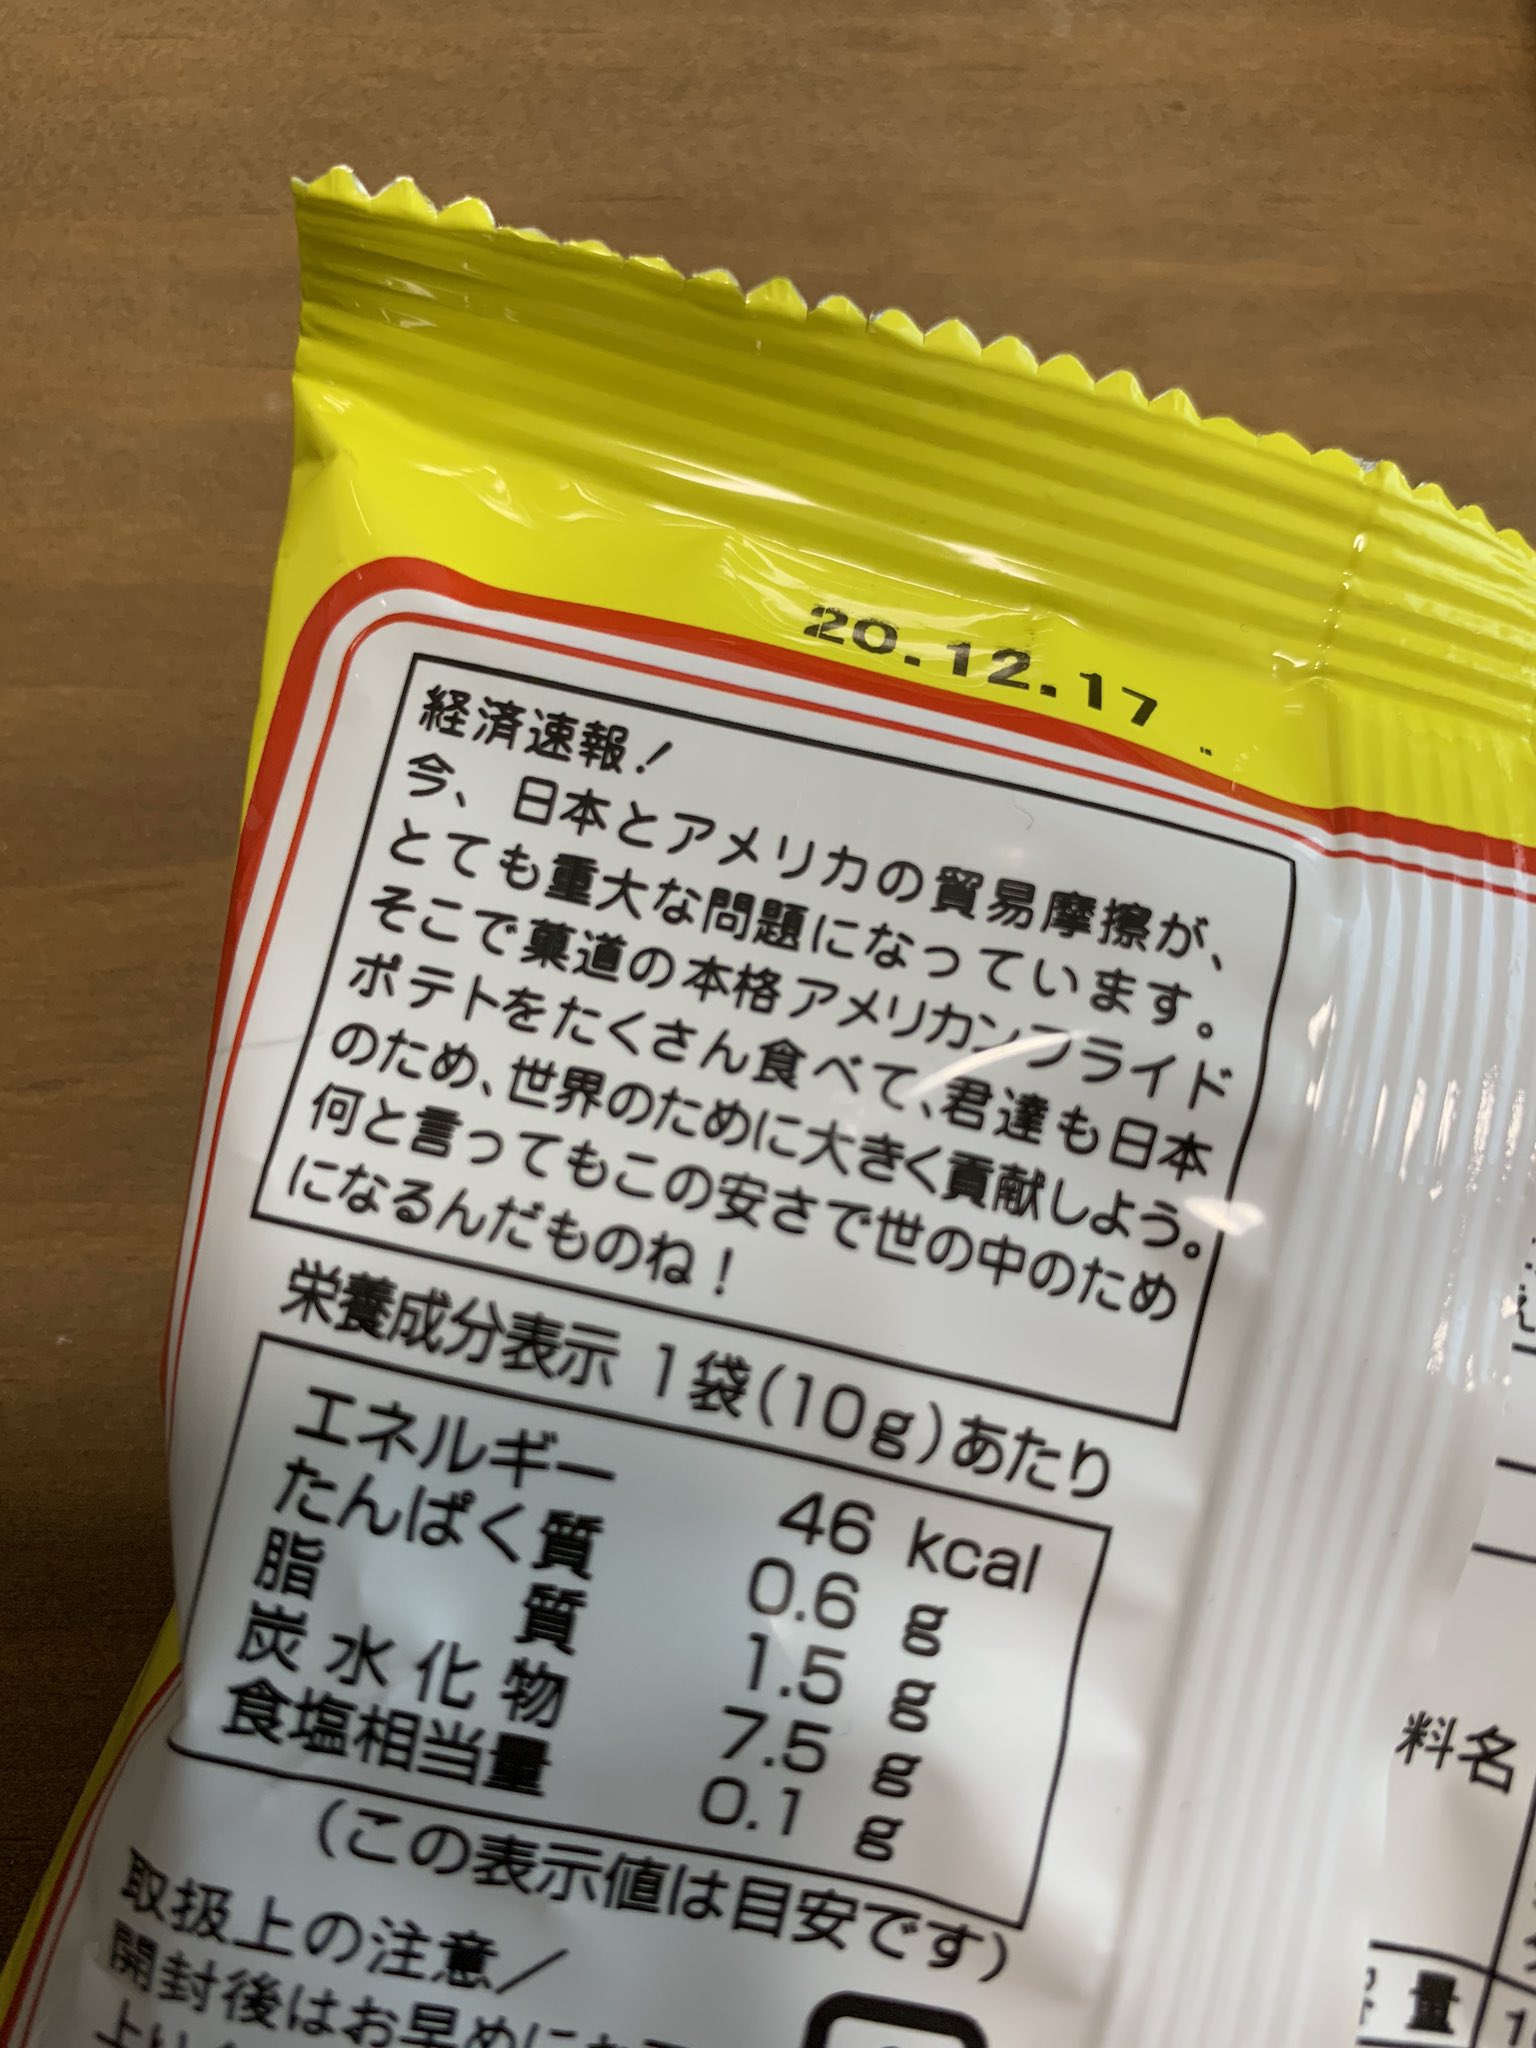 20.12.17
経済速報!
今、日本とアメリカの貿易摩擦が、
とても重大な問題になっています。
そこで菓道の本格アメリカンフライド
ポテトをたくさん食べて、君達も日本
のため、世界のために大きく貢献しよう。
何と言ってもこの安さで世の中のため
になるんだものね!
栄養成分表示 1袋(10g)あたり
エネルギー 46 kcal
たんぱく質 0.6 g
脂質 1.5 g
炭水化物 7.5 g
食塩相当量 0.1 g
(この表示値は目安です)
取扱上の注意/
開封後はお早めに
料名
量